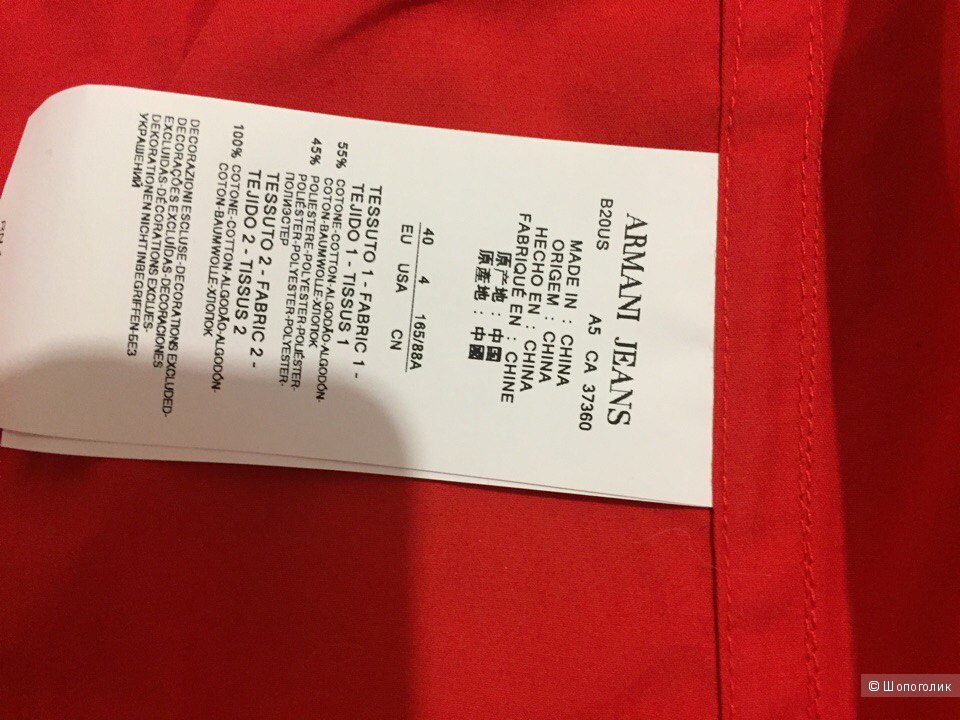 ARMANI JEANS
B20US A5 CA 37360
MADE IN : CHINA
ORIGEM : CHINA
HECHO EN : CHINA
FABRIQUÉ EN : CHINE
原产地 : 中国
原產地 : 中國
40 4 165/88A
EU USA CN
TESSUTO 1 - FABRIC 1 -
TEJIDO 1 - TISSUS 1
55% COTONE-COTTON-ALGODÃO-ALGODÓN-
COTON-BAUMWOLLE-ХЛОПОК
45% POLIESTERE-POLYESTER-POLIÉSTER-
POLIÉSTER-POLYESTER-POLYESTER-
ПОЛИЭСТЕР
TESSUTO 2 - FABRIC 2 -
TEJIDO 2 - TISSUS 2
100% COTONE-COTTON-ALGODÃO-ALGODÓN-
COTON-BAUMWOLLE-ХЛОПОК
DECORAZIONI ESCLUSE-DECORATIONS EXCLUDED-
DECORAÇÕES EXCLUÍDAS-DECORACIONES
EXCLUIDAS-DÉCORATIONS EXCLUES-
DEKORATIONEN NICHT INBEGRIFFEN-БЕЗ
УКРАШЕНИЙ
© Шопоголик